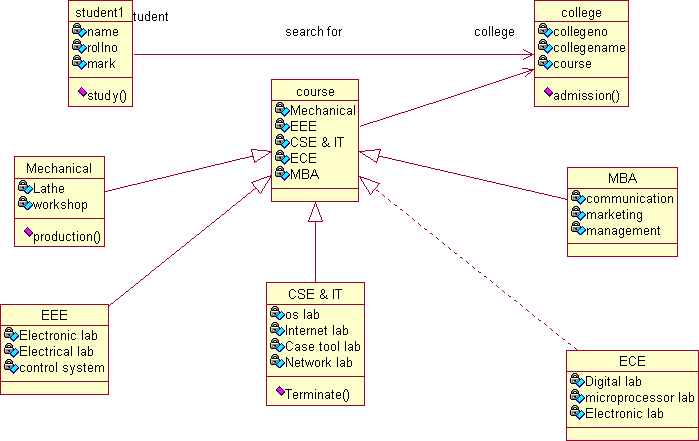 student1
name
rollno
mark
study()
tudent
search for
college
college
collegeno
collegename
course
admission()
course
Mechanical
EEE
CSE & IT
ECE
MBA
Mechanical
Lathe
workshop
production()
MBA
communication
marketing
management
EEE
Electronic lab
Electrical lab
control system
CSE & IT
os lab
Internet lab
Case tool lab
Network lab
Terminate()
ECE
Digital lab
microprocessor lab
Electronic lab